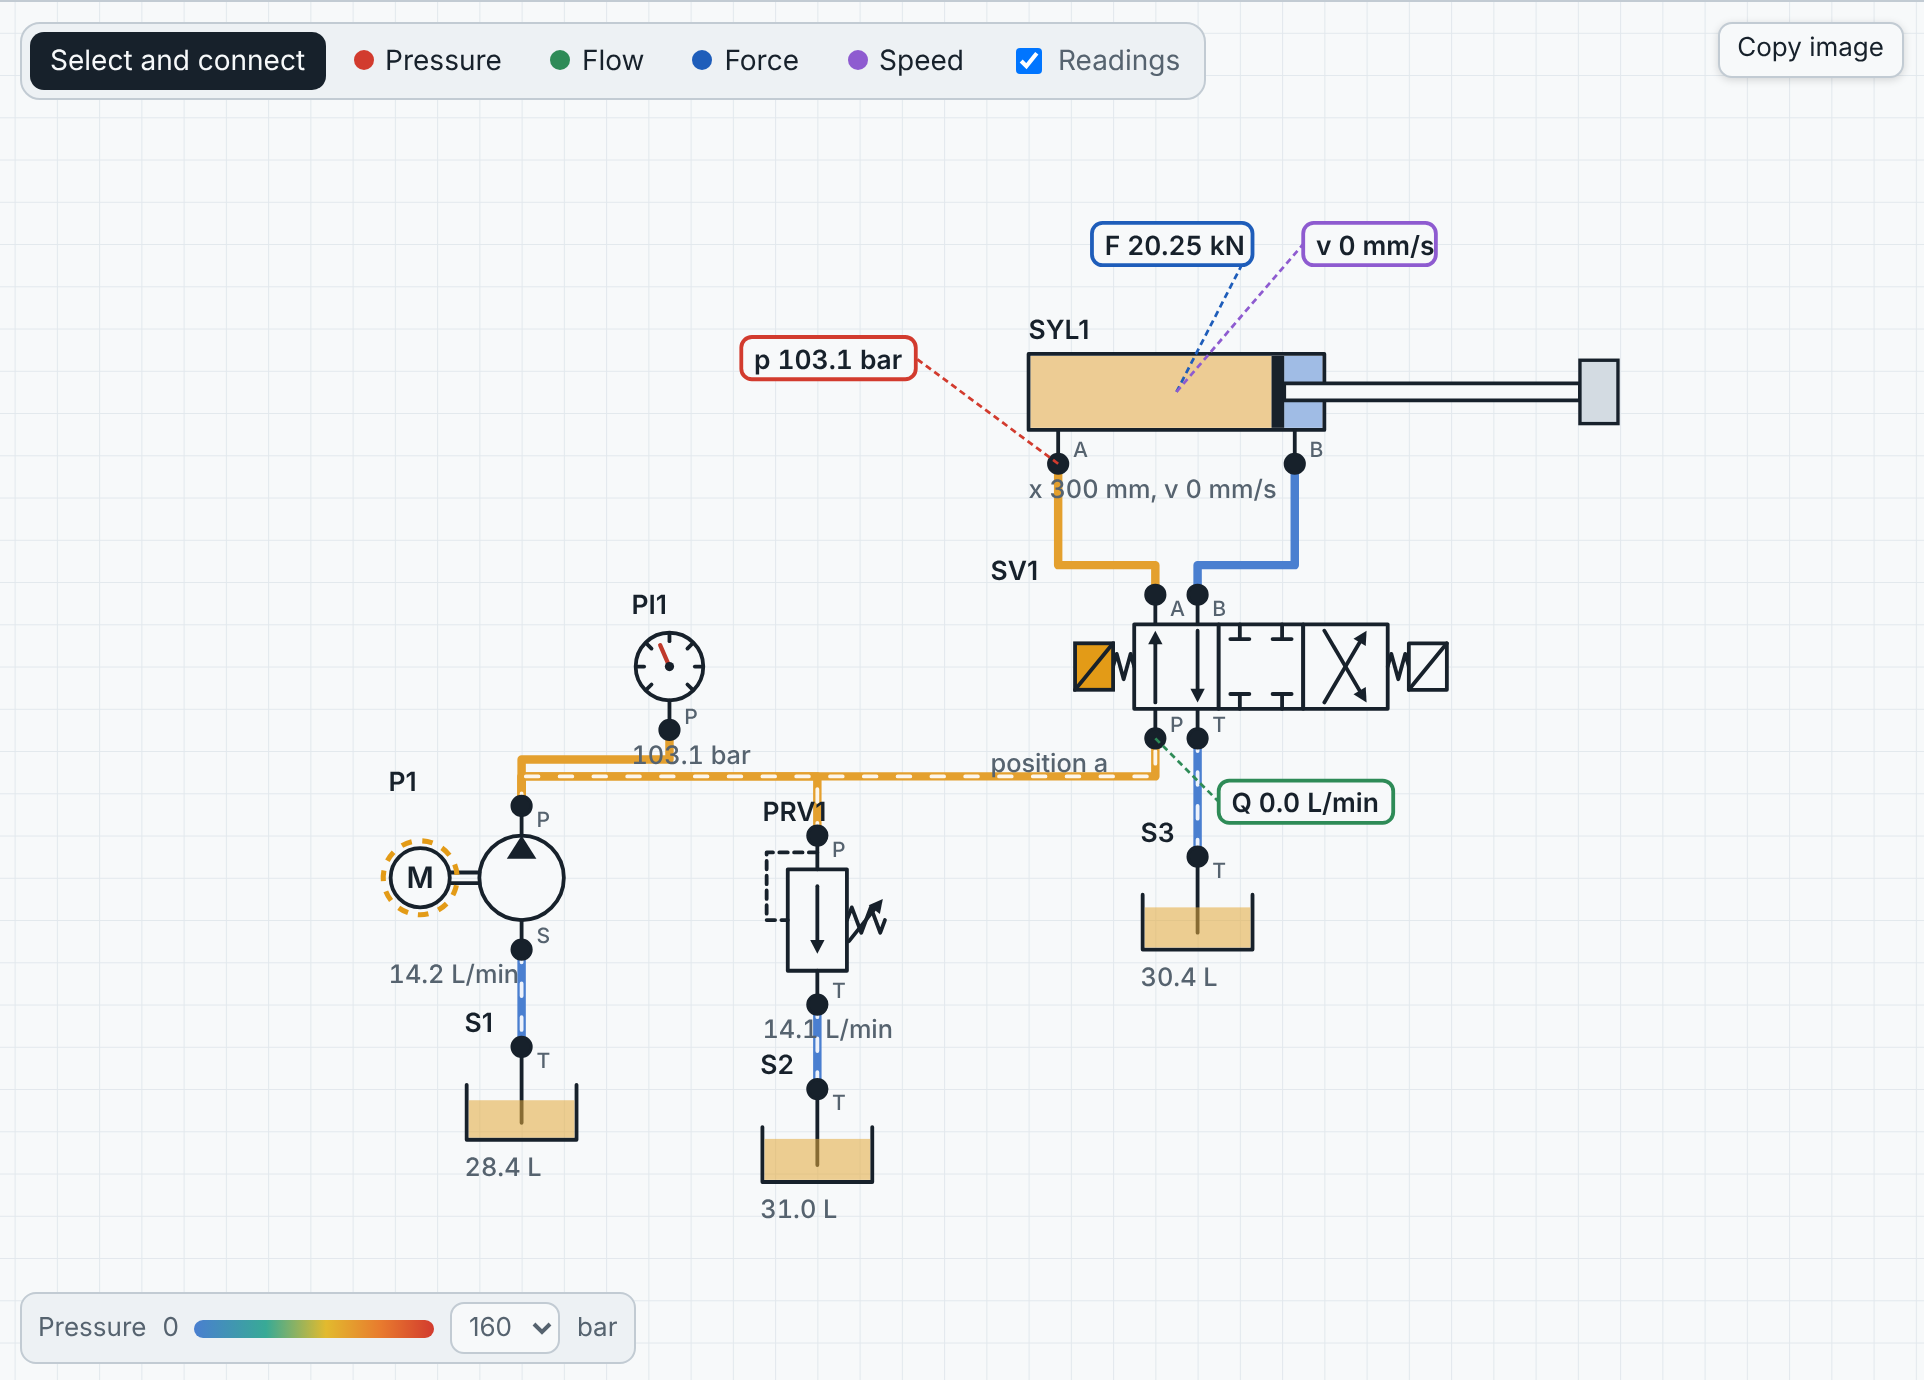 Select and connect
Pressure
Flow
Force
Speed
Readings
Copy image
F 20.25 kN
v 0 mm/s
SYL1
p 103.1 bar
A
B
x 300 mm, v 0 mm/s
SV1
A
B
PI1
P
103.1 bar
P
T
position a
P1
PRV1
Q 0.0 L/min
P
S3
P
T
M
S
14.2 L/min
30.4 L
T
S1
14.1 L/min
T
S2
T
28.4 L
31.0 L
Pressure 0
160
bar